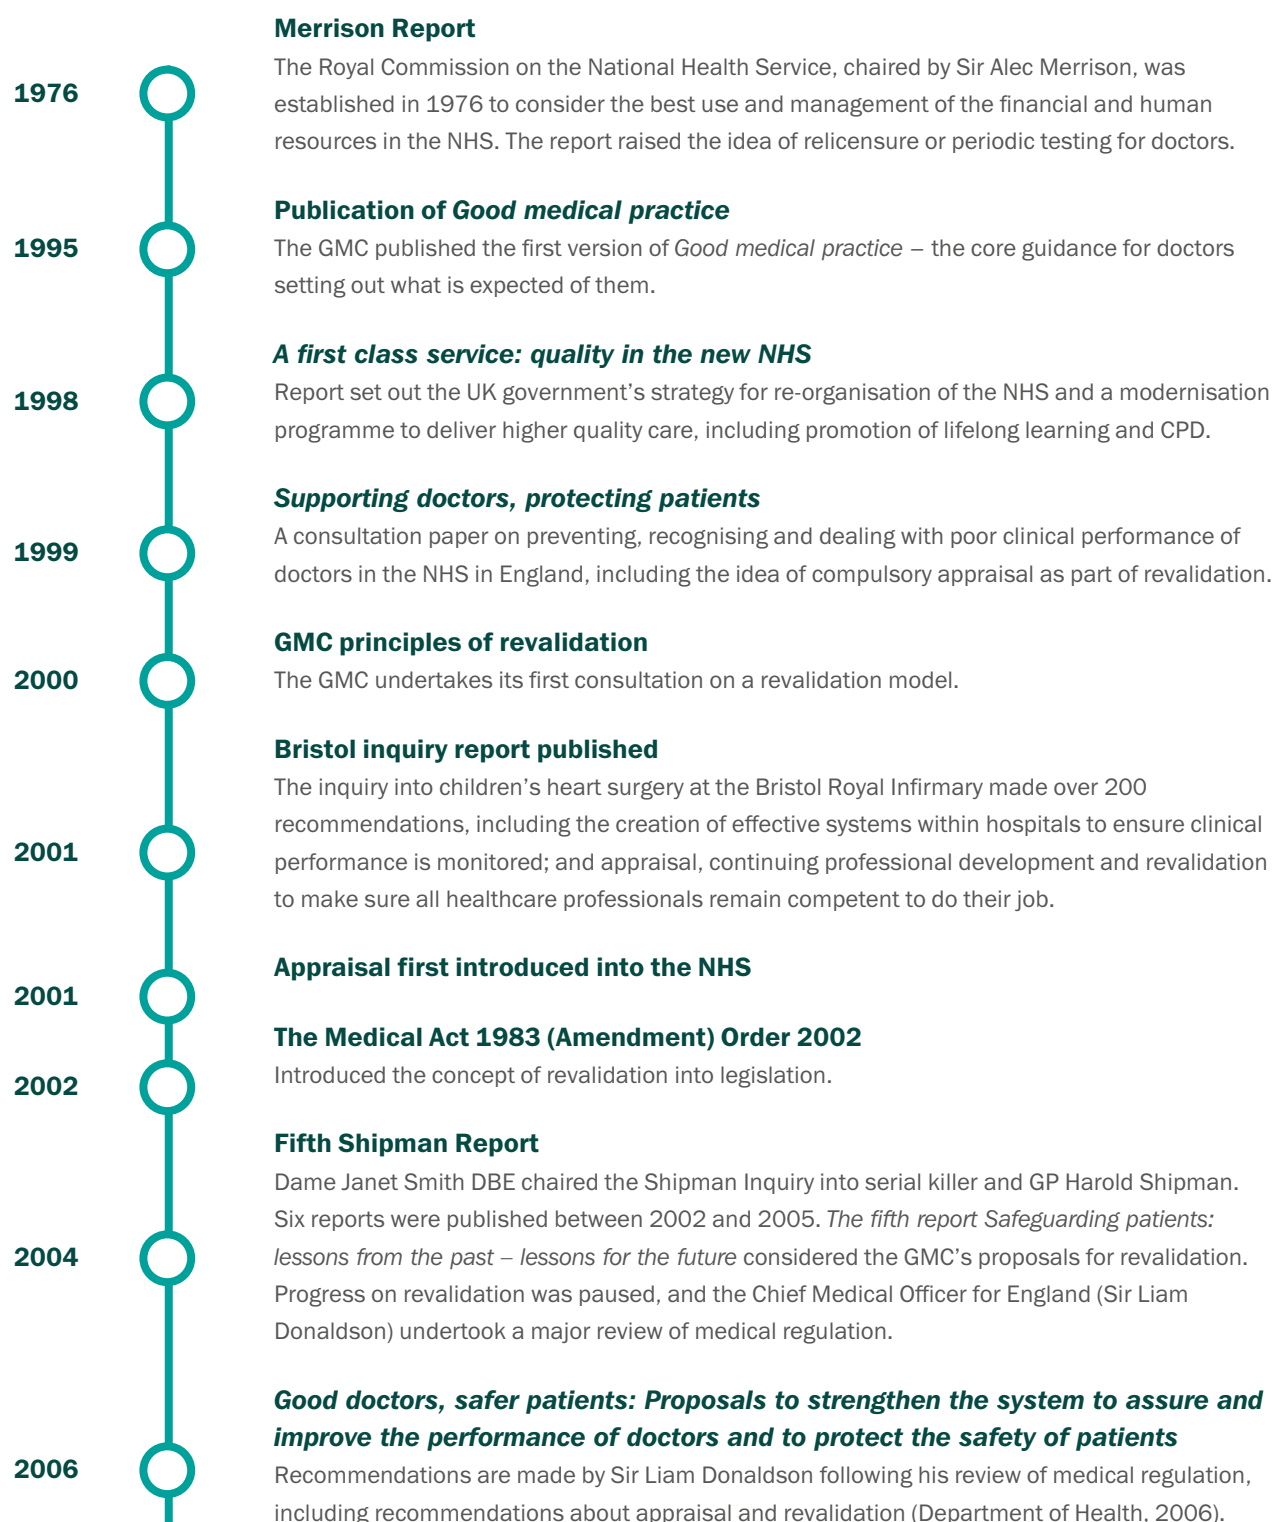 Merrison Report
1976
The Royal Commission on the National Health Service, chaired by Sir Alec Merrison, was
established in 1976 to consider the best use and management of the financial and human
resources in the NHS. The report raised the idea of relicensure or periodic testing for doctors.
Publication of Good medical practice
1995
The GMC published the first version of Good medical practice – the core guidance for doctors
setting out what is expected of them.
A first class service: quality in the new NHS
1998
Report set out the UK government’s strategy for re-organisation of the NHS and a modernisation
programme to deliver higher quality care, including promotion of lifelong learning and CPD.
Supporting doctors, protecting patients
1999
A consultation paper on preventing, recognising and dealing with poor clinical performance of
doctors in the NHS in England, including the idea of compulsory appraisal as part of revalidation.
GMC principles of revalidation
2000
The GMC undertakes its first consultation on a revalidation model.
Bristol inquiry report published
2001
The inquiry into children’s heart surgery at the Bristol Royal Infirmary made over 200
recommendations, including the creation of effective systems within hospitals to ensure clinical
performance is monitored; and appraisal, continuing professional development and revalidation
to make sure all healthcare professionals remain competent to do their job.
Appraisal first introduced into the NHS
2001
The Medical Act 1983 (Amendment) Order 2002
2002
Introduced the concept of revalidation into legislation.
Fifth Shipman Report
2004
Dame Janet Smith DBE chaired the Shipman Inquiry into serial killer and GP Harold Shipman.
Six reports were published between 2002 and 2005. The fifth report Safeguarding patients:
lessons from the past – lessons for the future considered the GMC’s proposals for revalidation.
Progress on revalidation was paused, and the Chief Medical Officer for England (Sir Liam
Donaldson) undertook a major review of medical regulation.
Good doctors, safer patients: Proposals to strengthen the system to assure and
improve the performance of doctors and to protect the safety of patients
2006
Recommendations are made by Sir Liam Donaldson following his review of medical regulation,
including recommendations about appraisal and revalidation (Department of Health, 2006).